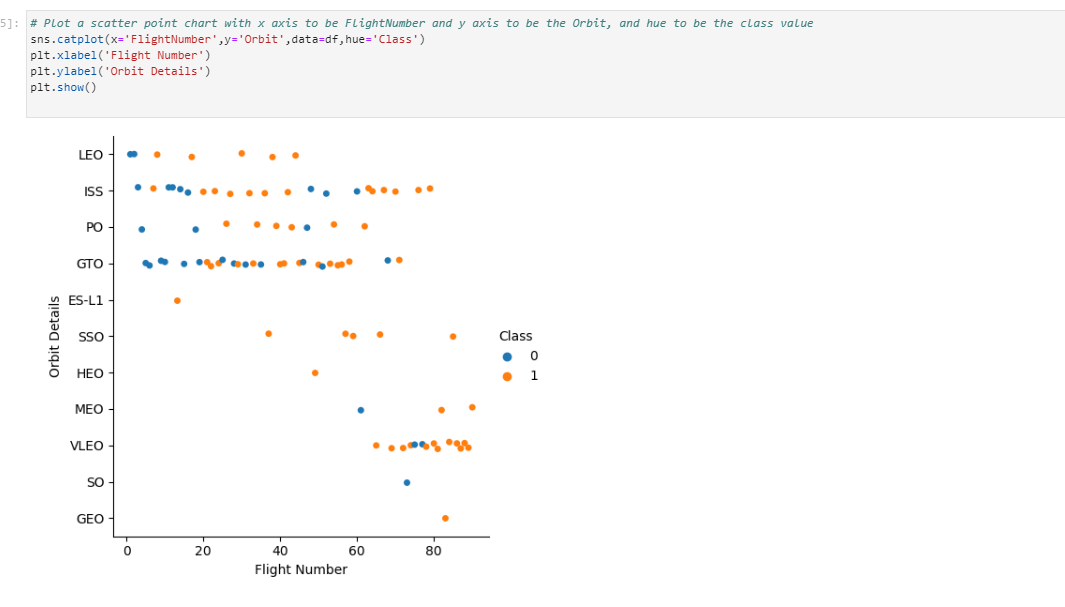 5]: # Plot a scatter point chart with x axis to be FlightNumber and y axis to be the Orbit, and hue to be the class value
sns.catplot(x='FlightNumber',y='Orbit',data=df,hue='Class')
plt.xlabel('Flight Number')
plt.ylabel('Orbit Details')
plt.show()
LEO
ISS
PO
GTO
ES-L1
SSO
HEO
MEO
VLEO
SO
GEO
Orbit Details
0 20 40 60 80
Flight Number
Class
0
1